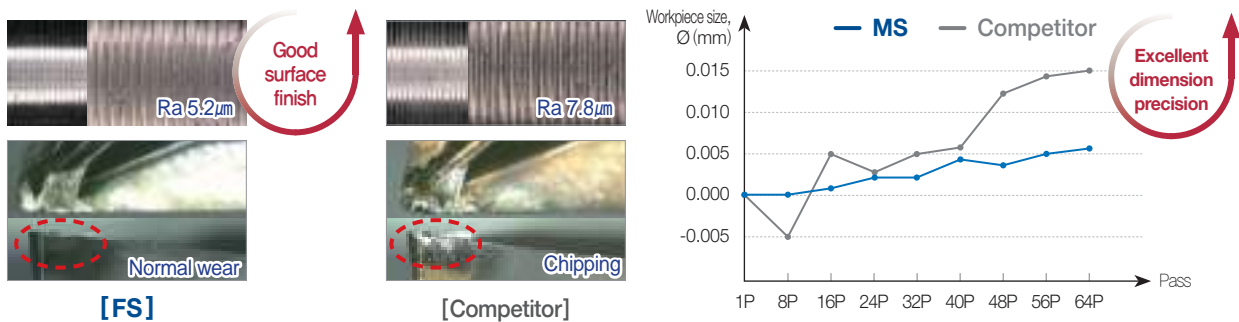 Good
surface
finish
Ra 5.2㎛
Ra 7.8㎛
Normal wear
Chipping
[FS]
[Competitor]
Workpiece size,
Ø (mm)
MS
Competitor
Excellent
dimension
precision
0.015
0.010
0.005
0.000
-0.005
Pass
1P 8P 16P 24P 32P 40P 48P 56P 64P